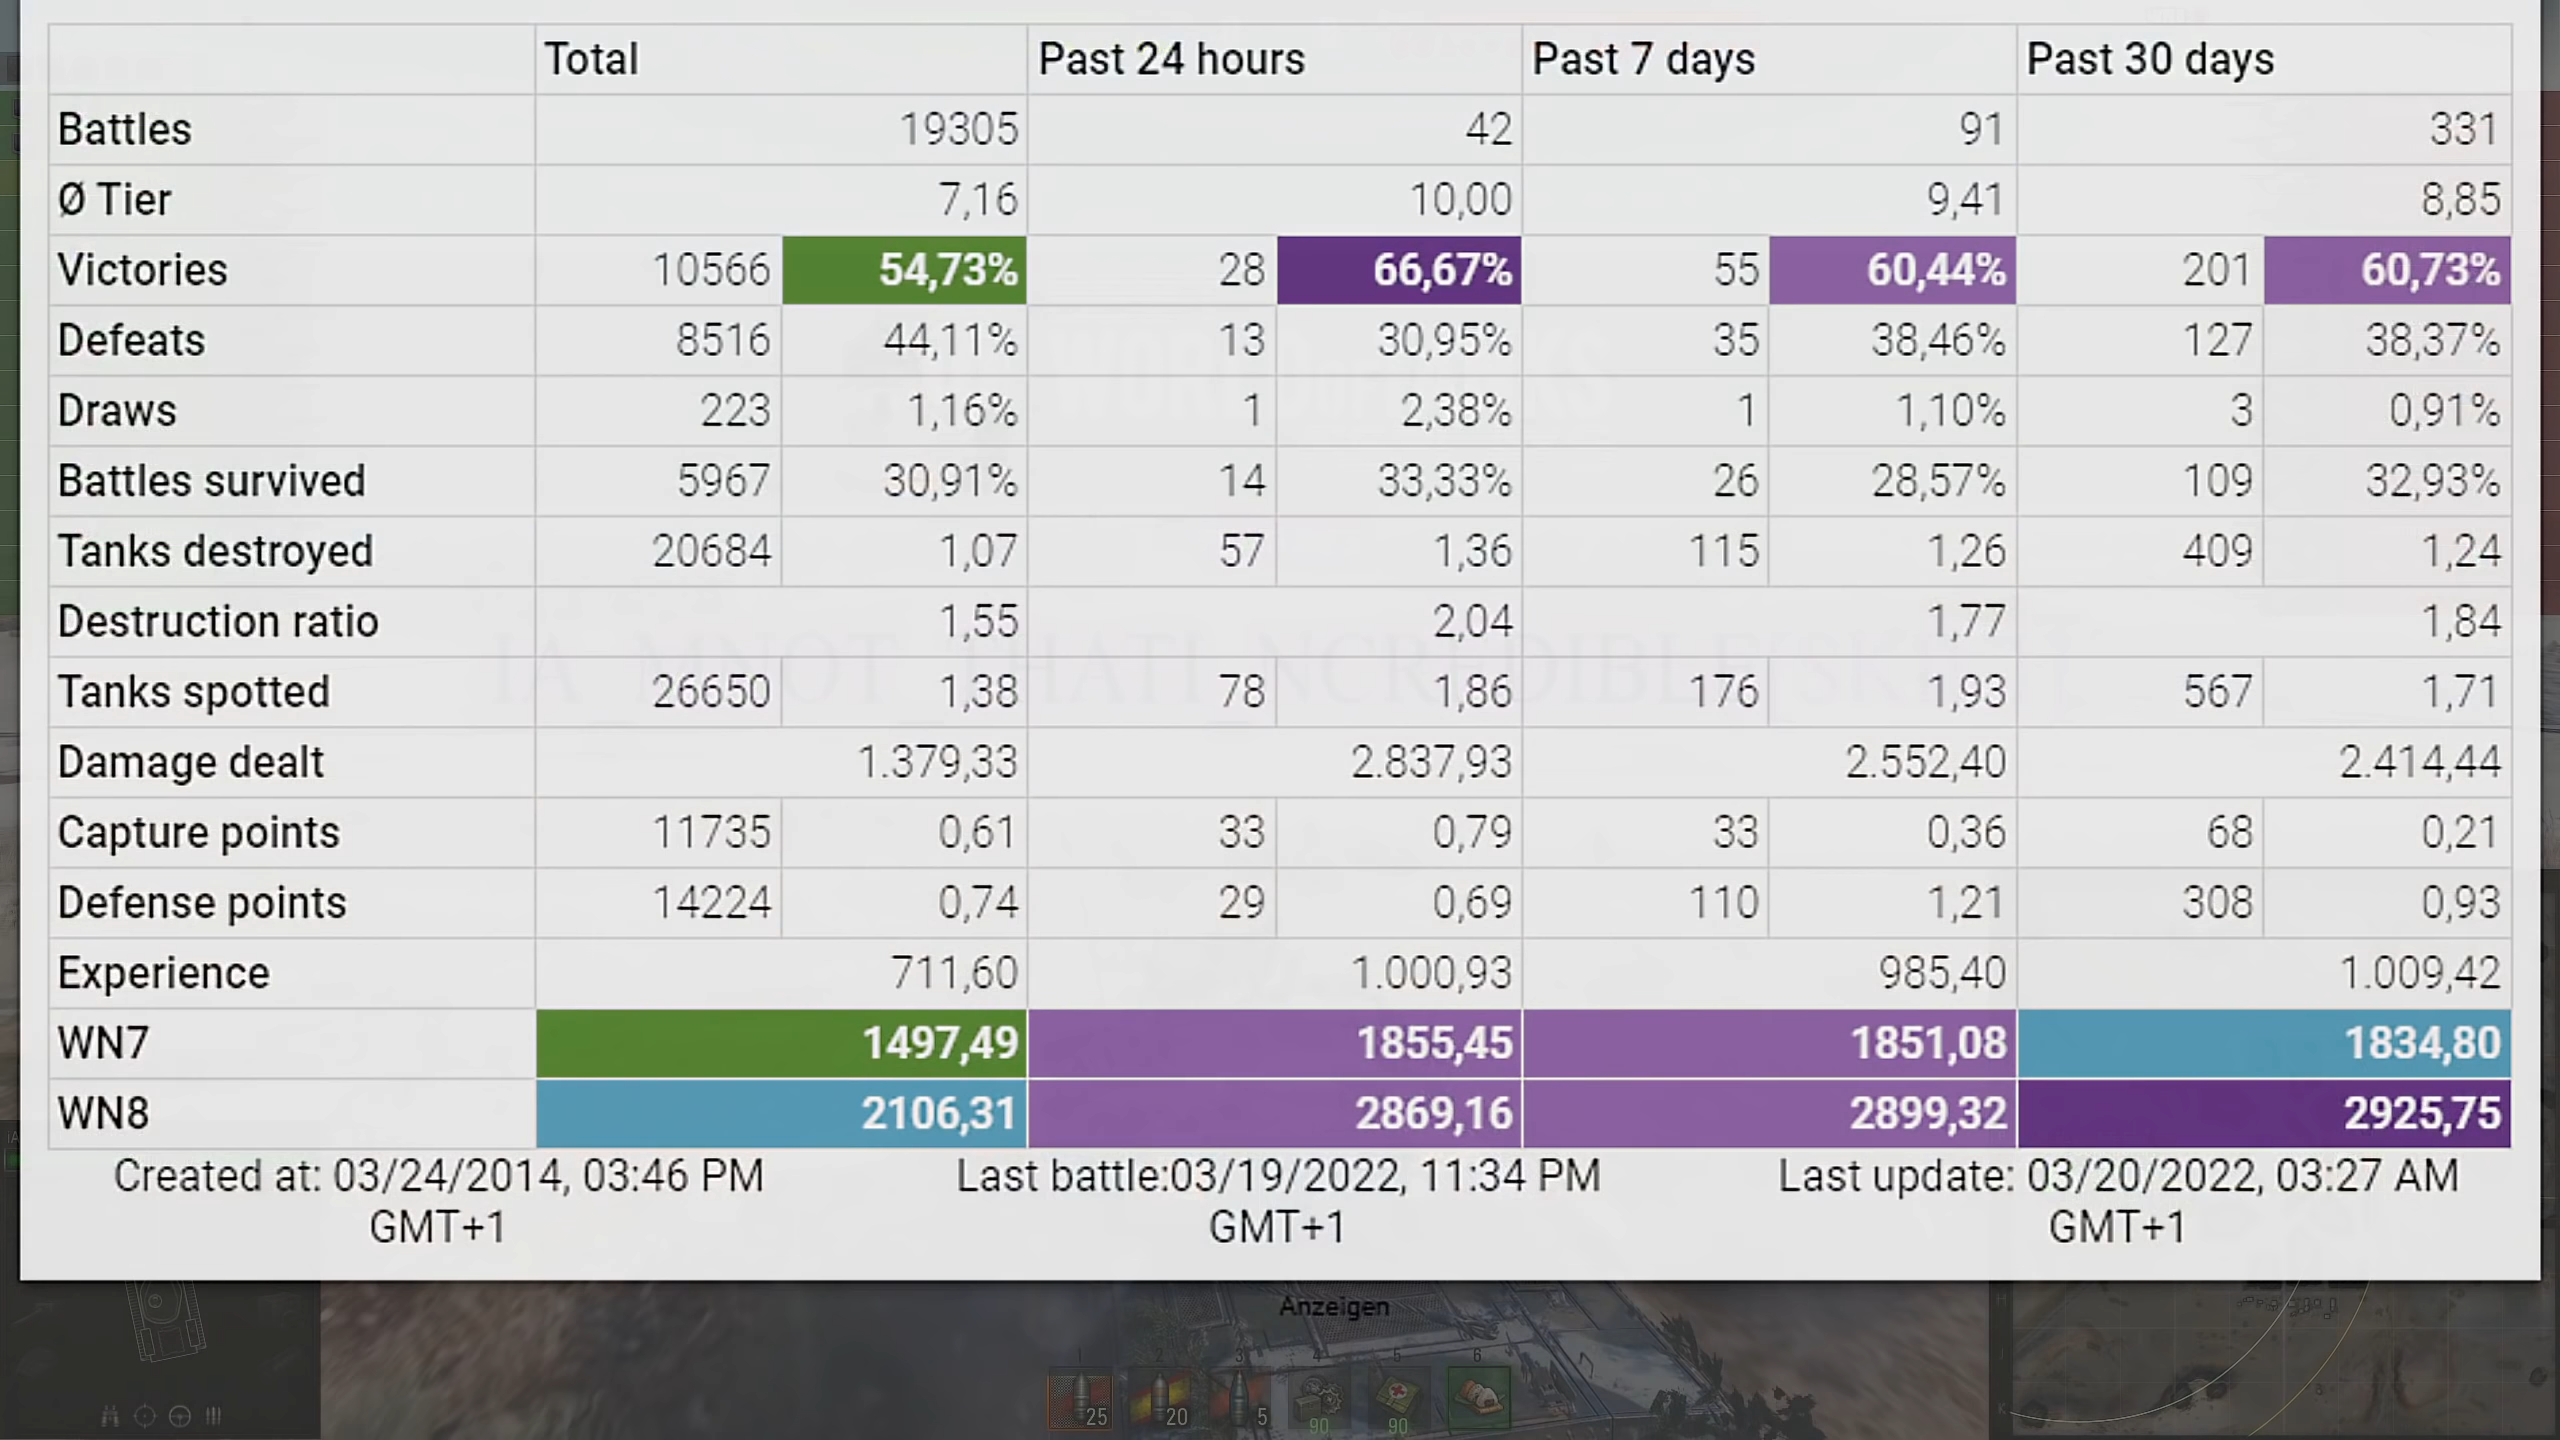 Total Past 24 hours Past 7 days Past 30 days
Battles 19305 42 91 331
Ø Tier 7,16 10,00 9,41 8,85
Victories 10566 54,73% 28 66,67% 55 60,44% 201 60,73%
Defeats 8516 44,11% 13 30,95% 35 38,46% 127 38,37%
Draws 223 1,16% 1 2,38% 1 1,10% 3 0,91%
Battles survived 5967 30,91% 14 33,33% 26 28,57% 109 32,93%
Tanks destroyed 20684 1,07 57 1,36 115 1,26 409 1,24
Destruction ratio 1,55 2,04 1,77 1,84
Tanks spotted 26650 1,38 78 1,86 176 1,93 567 1,71
Damage dealt 1.379,33 2.837,93 2.552,40 2.414,44
Capture points 11735 0,61 33 0,79 33 0,36 68 0,21
Defense points 14224 0,74 29 0,69 110 1,21 308 0,93
Experience 711,60 1.000,93 985,40 1.009,42
WN7 1497,49 1855,45 1851,08 1834,80
WN8 2106,31 2869,16 2899,32 2925,75
Created at: 03/24/2014, 03:46 PM GMT+1
Last battle:03/19/2022, 11:34 PM GMT+1
Last update: 03/20/2022, 03:27 AM GMT+1
Anzeigen
1 2 3 4 5 6
25 20 5 90 90